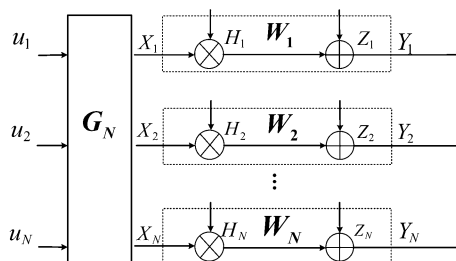 u1 X1 H1 W1 Z1 Y1
u2 GN X2 H2 W2 Z2 Y2
...
uN XN HN WN ZN YN